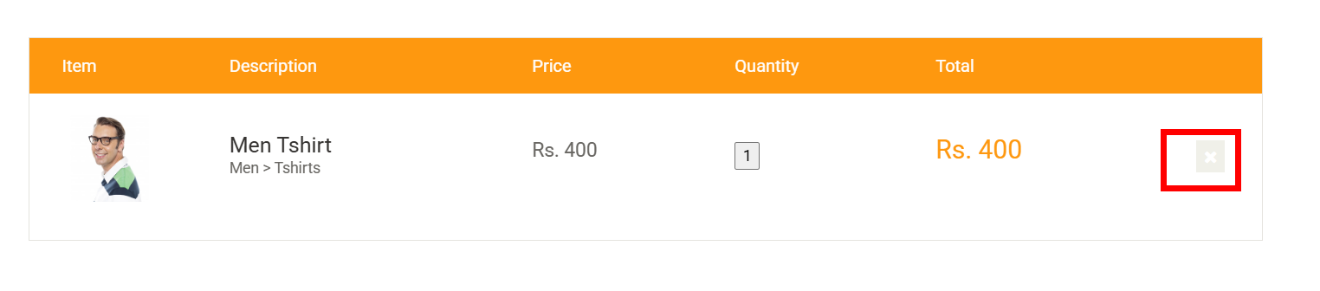 Item Description Price Quantity Total
Men Tshirt Rs. 400 1 Rs. 400
Men > Tshirts